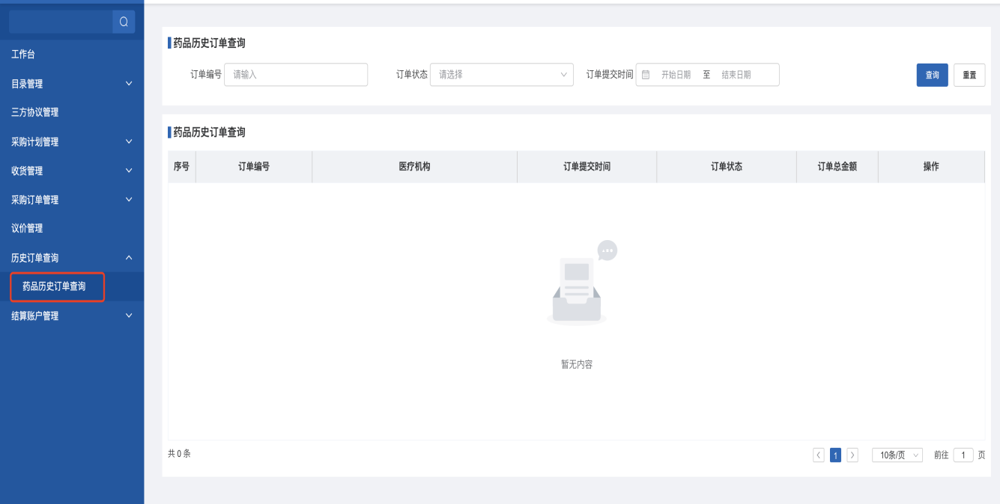 工作台
目录管理
三方协议管理
采购计划管理
收货管理
采购订单管理
议价管理
历史订单查询
药品历史订单查询
结算账户管理
药品历史订单查询
订单编号 请输入 订单状态 请选择 订单提交时间 开始日期 至 结束日期 查询 重置
药品历史订单查询
序号 订单编号 医疗机构 订单提交时间 订单状态 订单总金额 操作
暂无内容
共 0 条 1 10条/页 前往 1 页